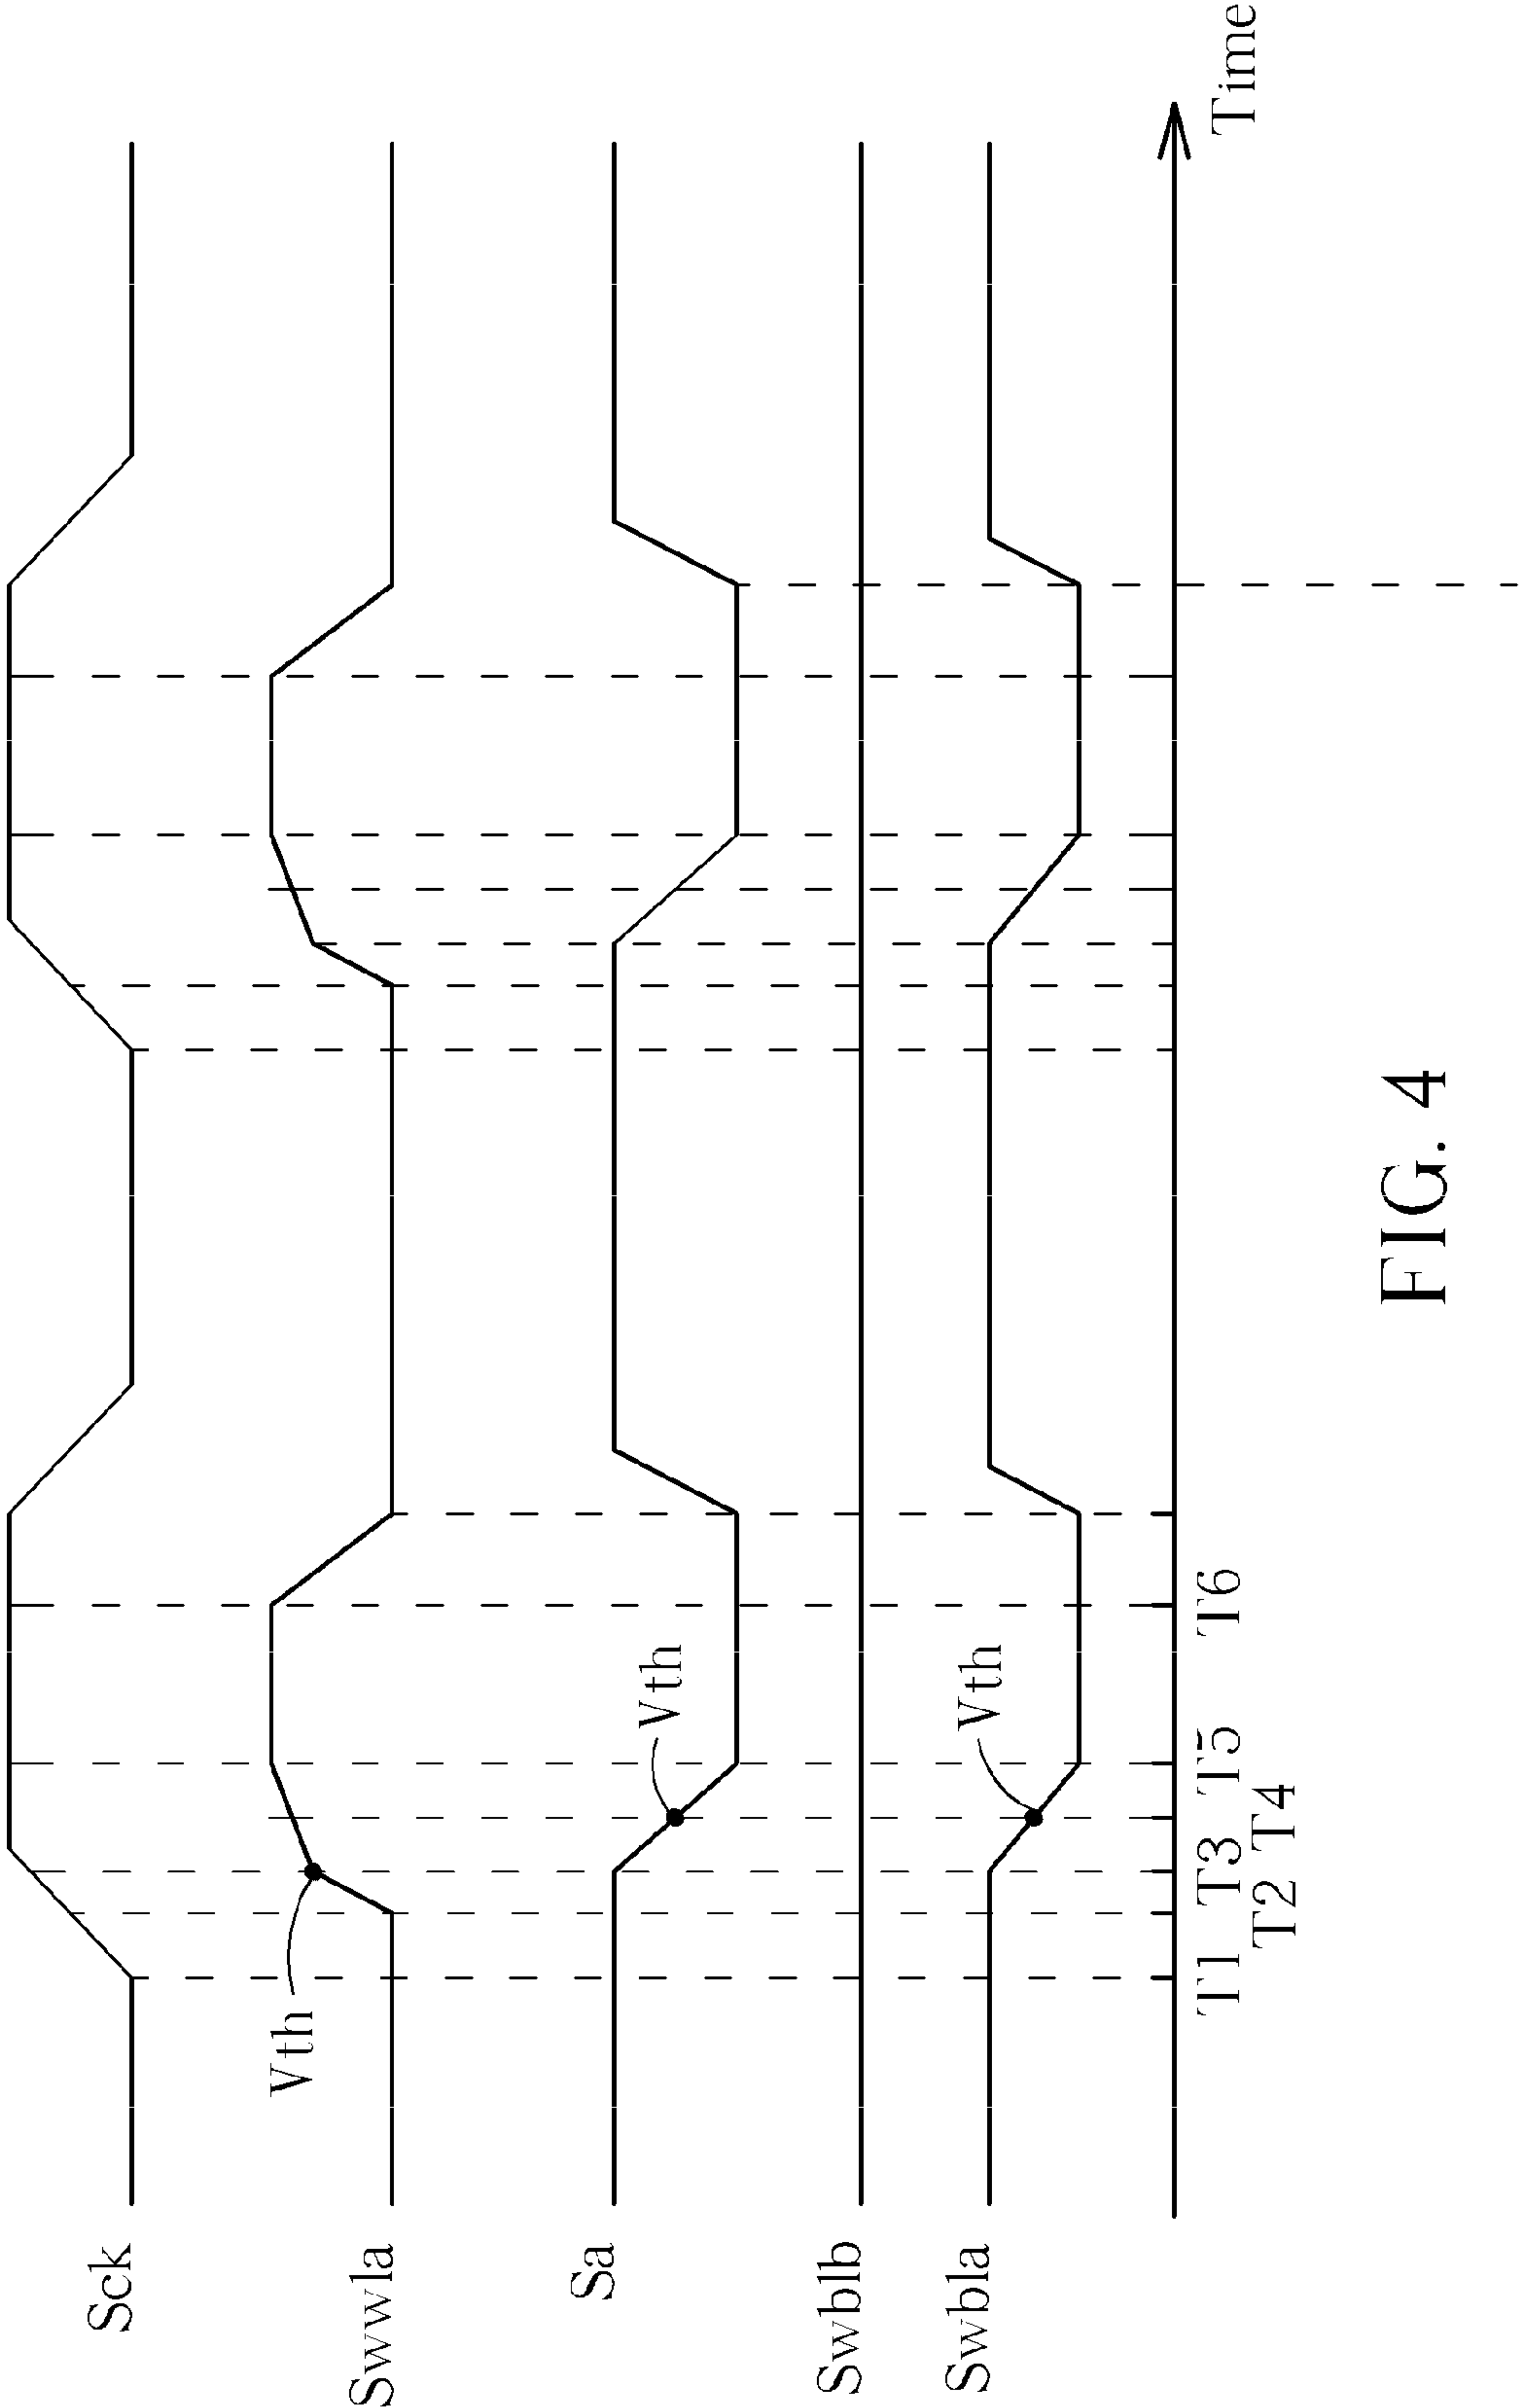 Sck
Vth
Swwla
Vth
Sa
Swblb
Vth
Swbla
T1 T3 T5 T6
T2 T4
Time
FIG. 4